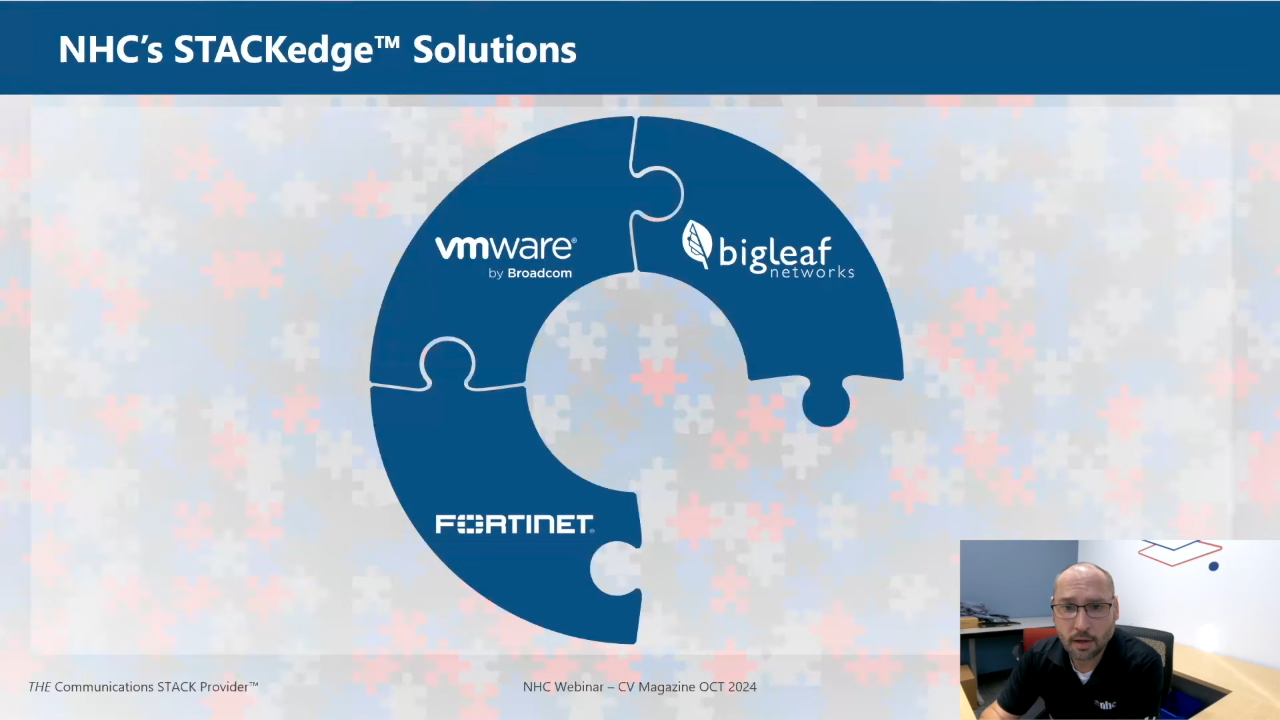 NHC's STACKedge™ Solutions
vmware®
by Broadcom
bigleaf
networks
FORTINET®
THE Communications STACK Provider™
NHC Webinar – CV Magazine OCT 2024
nhc